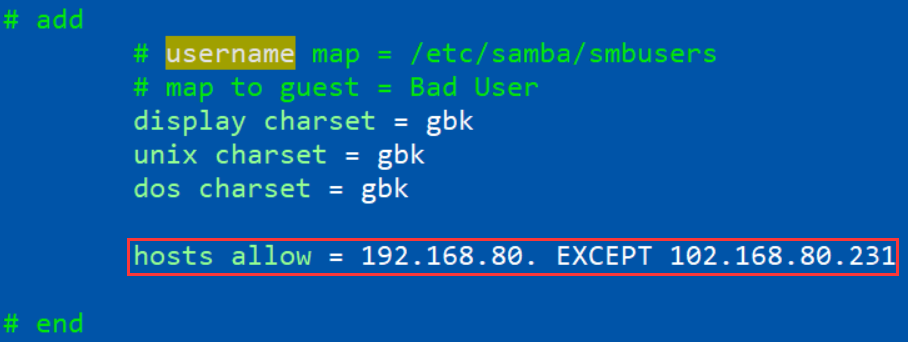 # add
# username map = /etc/samba/smbusers
# map to guest = Bad User
display charset = gbk
unix charset = gbk
dos charset = gbk
hosts allow = 192.168.80. EXCEPT 102.168.80.231
# end